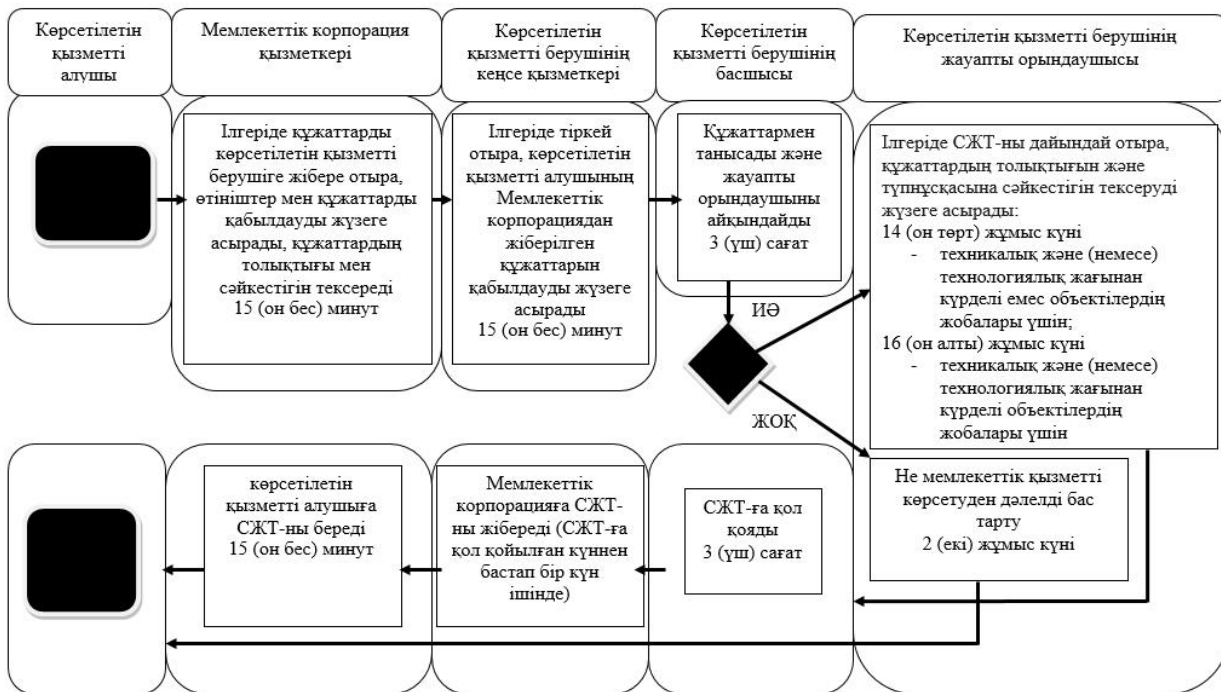 Көрсетілетін
қызметті
алушы
Мемлекеттік корпорация
қызметкері
Көрсетілетін
қызметті берушінің
кеңсе қызметкері
Көрсетілетін
қызметті берушінің
басшысы
Көрсетілетін қызметті берушінің
жауапты орындаушысы
Ілгеріде құжаттарды
көрсетілетін қызметті
берушіге жібере отыра,
өтініштер мен құжаттарды
қабылдауды жүзеге
асырады, құжаттардың
толықтығы мен
сәйкестігін тексереді
15 (он бес) минут
Ілгеріде тіркей
отыра, көрсетілетін
қызметті алушының
Мемлекеттік
корпорациядан
жіберілген
құжаттарын
қабылдауды жүзеге
асырады
15 (он бес) минут
Құжаттармен
танысады және
жауапты
орындаушыны
айқындайды
3 (үш) сағат
ИӘ
ЖОҚ
Ілгеріде СЖТ-ны дайындай отыра,
құжаттардың толықтығын және
түпнұсқасына сәйкестігін тексеруді
жүзеге асырады:
14 (он төрт) жұмыс күні
- техникалық және (немесе)
технологиялық жағынан
күрделі емес объектілердің
жобалары үшін;
16 (он алты) жұмыс күні
- техникалық және (немесе)
технологиялық жағынан
күрделі объектілердің
жобалары үшін
Не мемлекеттік қызметті
көрсетуден дәлелді бас
тарту
2 (екі) жұмыс күні
СЖТ-ға қол
қояды
3 (үш) сағат
Мемлекеттік
корпорацияға СЖТ-
ны жібереді (СЖТ-ға
қол қойылған күннен
бастап бір күн
ішінде)
көрсетілетін
қызметті алушыға
СЖТ-ны береді
15 (он бес) минут